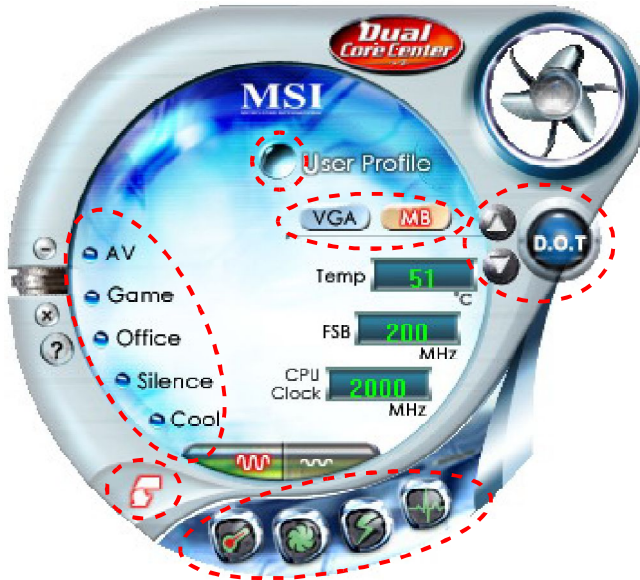 Dual
Core Center
MSI
User Profile
VGA MB
D.O.T
AV
Temp 51 °C
Game
Office
FSB 200 MHz
Silence
CPU Clock 2000 MHz
Cool
?